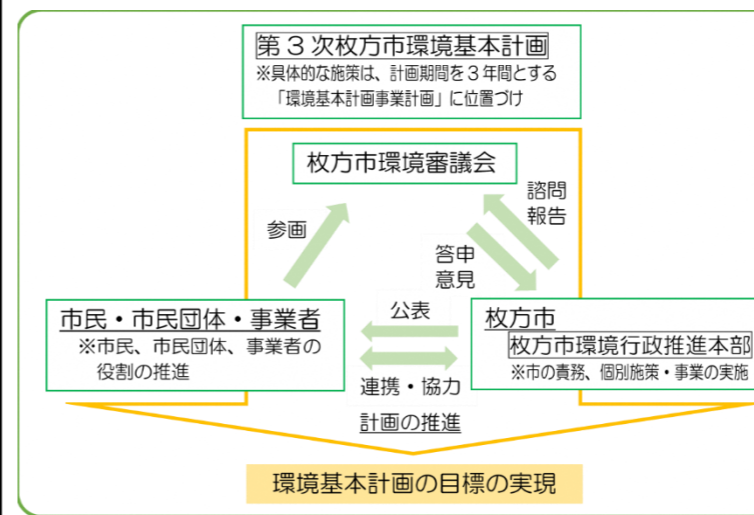 第3次枚方市環境基本計画
※具体的な施策は、計画期間を3年間とする
「環境基本計画事業計画」に位置づけ
枚方市環境審議会
諮問
報告
参画
答申
意見
公表
市民・市民団体・事業者
※市民、市民団体、事業者の
役割の推進
枚方市
枚方市環境行政推進本部
※市の責務、個別施策・事業の実施
連携・協力
計画の推進
環境基本計画の目標の実現